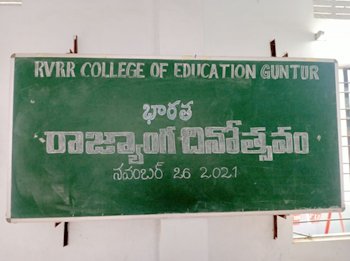 RVRR COLLEGE OF EDUCATION GUNTUR
భారత
రాజ్యాంగ దినోత్సవం
నవంబర్ 26 2021